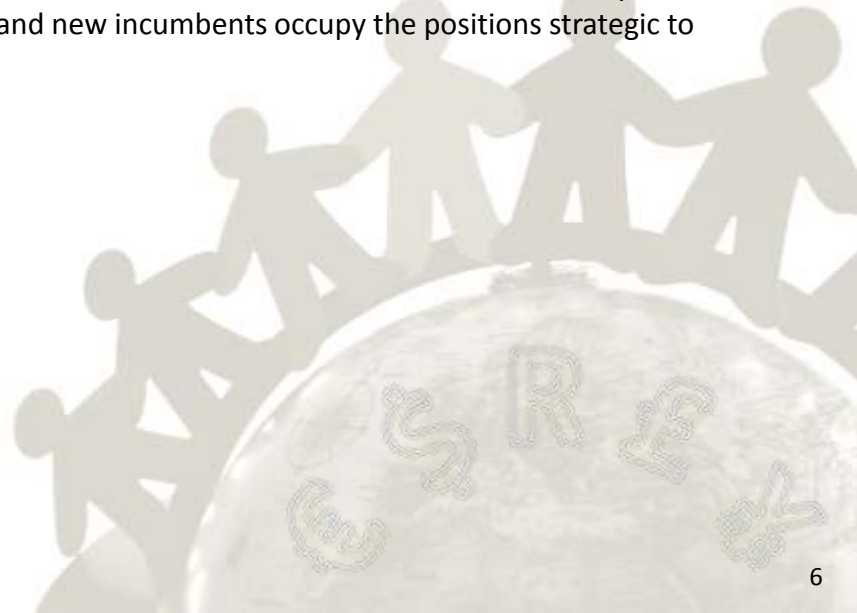 and new incumbents occupy the positions strategic to
€ S R £ ¥
6